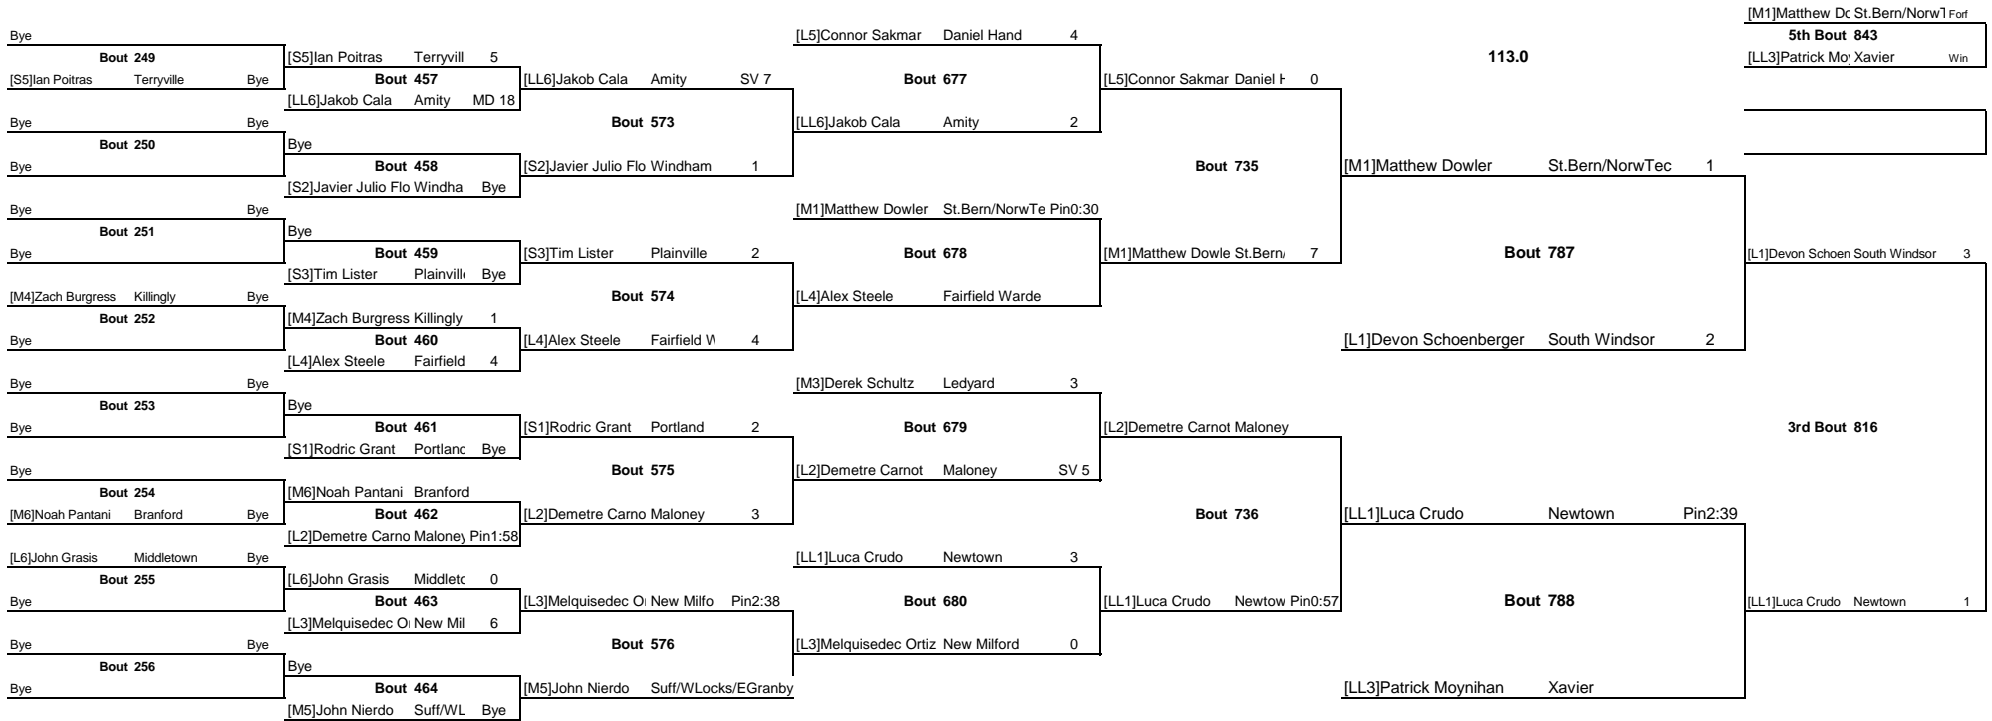 [M1]Matthew Dc St.Bern/NorwT Forf
5th Bout 843
[LL3]Patrick Moy Xavier Win
113.0
Bye
Bout 249
[S5]Ian Poitras Terryville Bye
Bye Bye
Bout 250
Bye
Bye Bye
Bout 251
Bye
[M4]Zach Burgress Killingly Bye
Bout 252
Bye
Bye Bye
Bout 253
Bye
Bye
Bout 254
[M6]Noah Pantani Branford Bye
[L6]John Grasis Middletown Bye
Bout 255
Bye
Bye Bye
Bout 256
Bye
[S5]Ian Poitras Terryvill 5
Bout 457
[LL6]Jakob Cala Amity MD 18
Bye
Bout 458
[S2]Javier Julio Flo Windha Bye
Bye
Bout 459
[S3]Tim Lister Plainville Bye
[M4]Zach Burgress Killingly 1
Bout 460
[L4]Alex Steele Fairfield 4
Bye
Bout 461
[S1]Rodric Grant Portland Bye
[M6]Noah Pantani Branford
Bout 462
[L2]Demetre Carno Maloney Pin1:58
[L6]John Grasis Middleto 0
Bout 463
[L3]Melquisedec O New Mil 6
Bye
Bout 464
[M5]John Nierdo Suff/WL Bye
[LL6]Jakob Cala Amity SV 7
Bout 573
[S2]Javier Julio Flo Windham 1
[S3]Tim Lister Plainville 2
Bout 574
[L4]Alex Steele Fairfield W 4
[S1]Rodric Grant Portland 2
Bout 575
[L2]Demetre Carno Maloney 3
[L3]Melquisedec O New Milfo Pin2:38
Bout 576
[M5]John Nierdo Suff/WLocks/EGranby
[L5]Connor Sakmar Daniel Hand 4
Bout 677
[LL6]Jakob Cala Amity 2
[M1]Matthew Dowler St.Bern/NorwTe Pin0:30
Bout 678
[L4]Alex Steele Fairfield Warde
[M3]Derek Schultz Ledyard 3
Bout 679
[L2]Demetre Carnot Maloney SV 5
[LL1]Luca Crudo Newtown 3
Bout 680
[L3]Melquisedec Ortiz New Milford 0
[L5]Connor Sakmar Daniel H 0
Bout 735
[M1]Matthew Dowle St.Bern/ 7
[L2]Demetre Carnot Maloney
Bout 736
[LL1]Luca Crudo Newtow Pin0:57
[M1]Matthew Dowler St.Bern/NorwTec 1
Bout 787
[L1]Devon Schoenberger South Windsor 2
[LL1]Luca Crudo Newtown Pin2:39
Bout 788
[LL3]Patrick Moynihan Xavier
[L1]Devon Schoen South Windsor 3
3rd Bout 816
[LL1]Luca Crudo Newtown 1